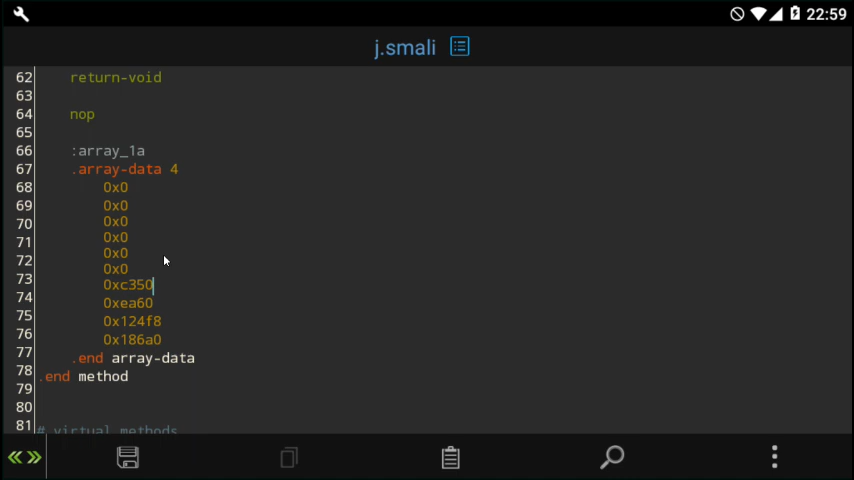 22:59
j.smali
62 return-void
63
64 nop
65
66 :array_1a
67 .array-data 4
68 0x0
69 0x0
70 0x0
71 0x0
72 0x0
0x0
73 0xc350
74 0xea60
75 0x124f8
76 0x186a0
77 .end array-data
78 .end method
79
80
81 # virtual methods